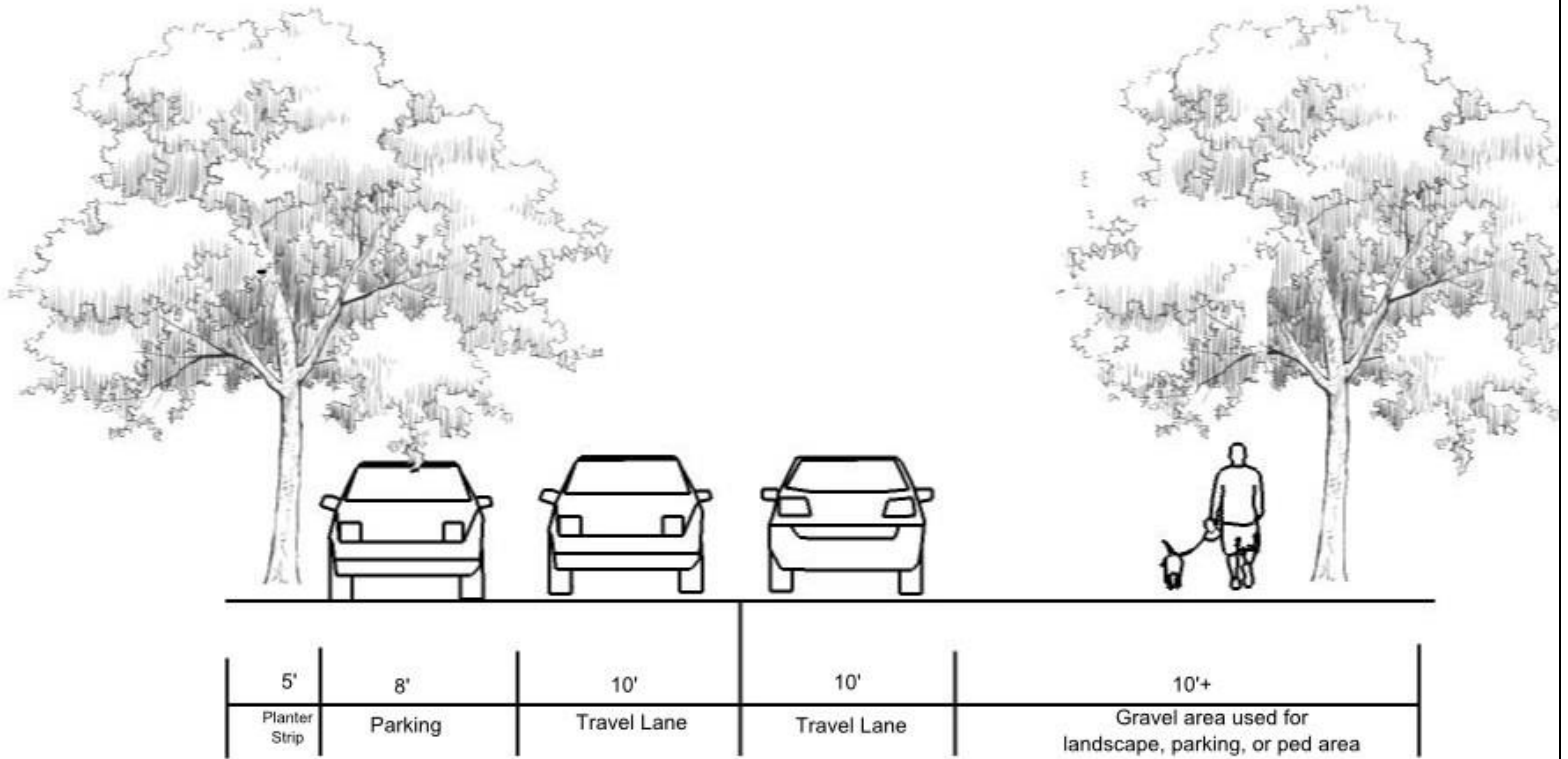 5'
8'
10'
10'
10'+
Planter
Strip
Parking
Travel Lane
Travel Lane
Gravel area used for
landscape, parking, or ped area